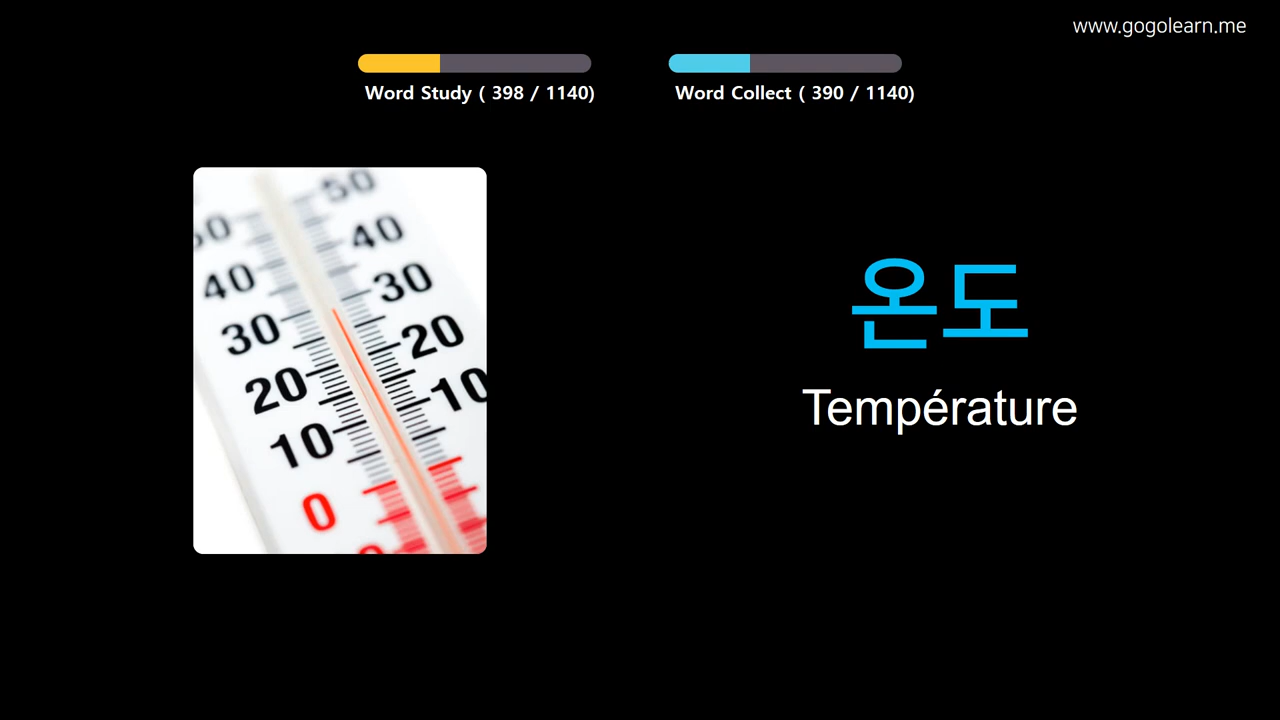 www.gogolearn.me
Word Study ( 398 / 1140)
Word Collect ( 390 / 1140)
50
40
40
30
30
20
20
10
10
0
온도
Température